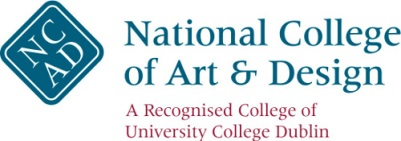 NC
AD
National College
of Art & Design
A Recognised College of
University College Dublin